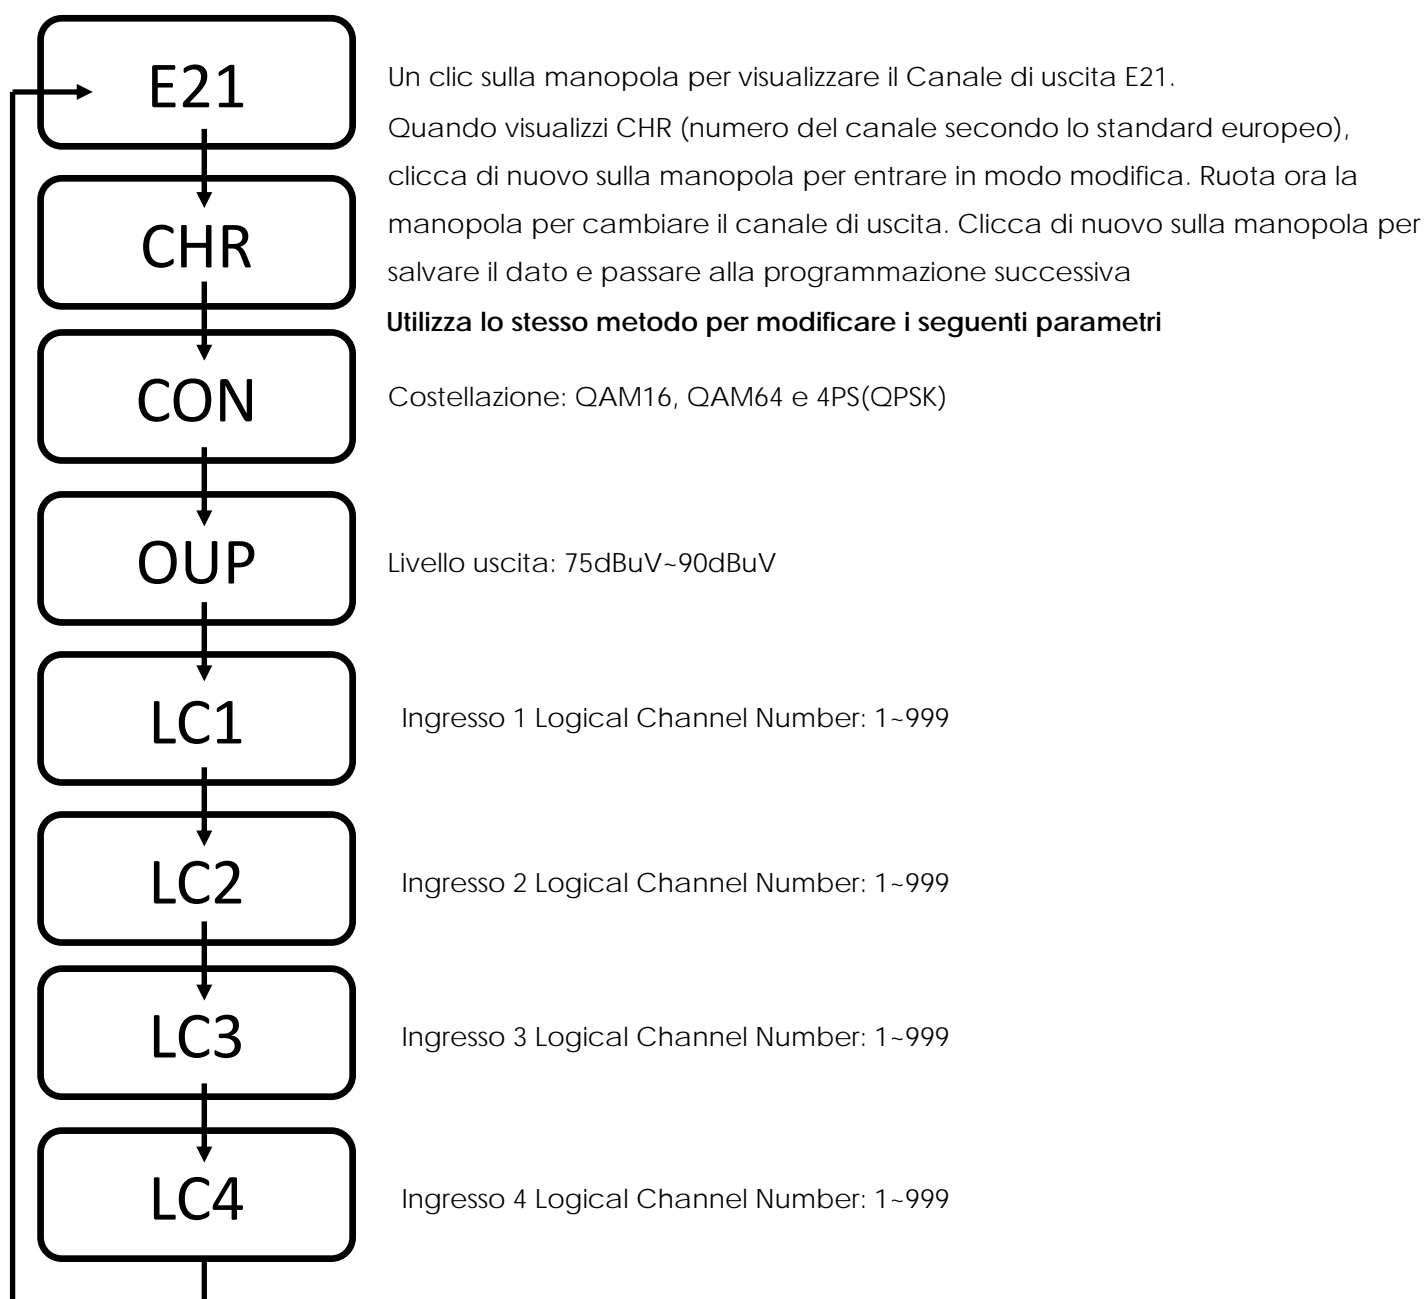 E21
Un clic sulla manopola per visualizzare il Canale di uscita E21.
Quando visualizzi CHR (numero del canale secondo lo standard europeo),
clicca di nuovo sulla manopola per entrare in modo modifica. Ruota ora la
manopola per cambiare il canale di uscita. Clicca di nuovo sulla manopola per
salvare il dato e passare alla programmazione successiva
CHR
Utilizza lo stesso metodo per modificare i seguenti parametri
CON
Costellazione: QAM16, QAM64 e 4PS(QPSK)
OUP
Livello uscita: 75dBuV~90dBuV
LC1
Ingresso 1 Logical Channel Number: 1~999
LC2
Ingresso 2 Logical Channel Number: 1~999
LC3
Ingresso 3 Logical Channel Number: 1~999
LC4
Ingresso 4 Logical Channel Number: 1~999